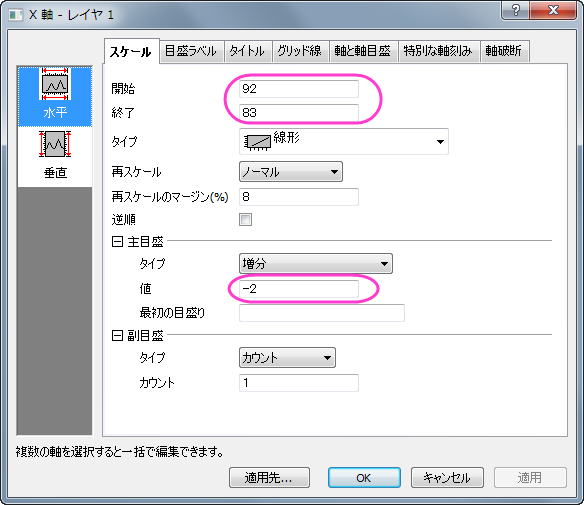 X 軸 - レイヤ 1
スケール 目盛ラベル タイトル グリッド線 軸と軸目盛 特別な軸刻み 軸破断
水平
垂直
開始 92
終了 83
タイプ 線形
再スケール ノーマル
再スケールのマージン(%) 8
逆順
主目盛
タイプ 増分
値 -2
最初の目盛り
副目盛
タイプ カウント
カウント 1
複数の軸を選択すると一括で編集できます。
適用先... OK キャンセル 適用